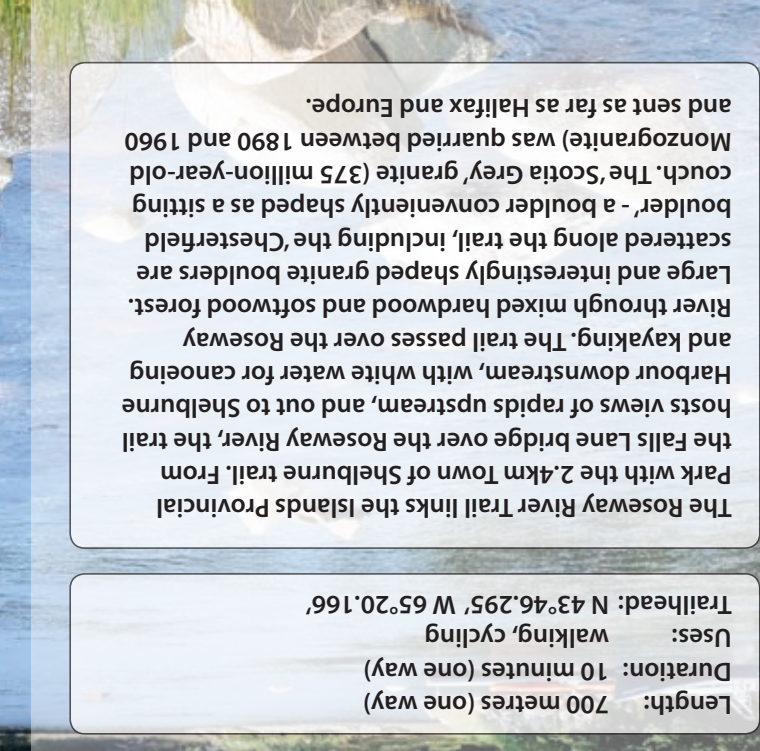 Length: 700 metres (one way)
Duration: 10 minutes (one way)
Uses: walking, cycling
Trailhead: N 43°46.295’ W 65°20.166’
The Roseway River Trail links the Islands Provincial
Park with the 2.4km Town of Shelburne trail. From
the Falls Lane bridge over the Roseway River, the trail
hosts views of rapids upstream, and out to Shelburne
Harbour downstream, with white water for canoeing
and kayaking. The trail passes over the Roseway
River through mixed hardwood and softwood forest.
Large and interestingly shaped granite boulders are
scattered along the trail, including the ‘Chesterfield
boulder’ - a boulder conveniently shaped as a sitting
couch. The ‘Scotia Grey’ granite (375 million-year-old
Monzogranite) was quarried between 1890 and 1960
and sent as far as Halifax and Europe.